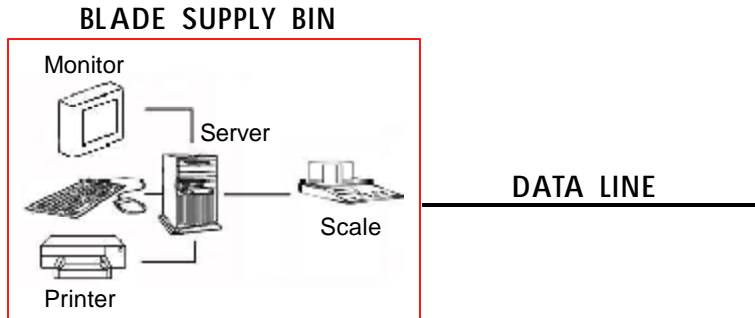 BLADE SUPPLY BIN
Monitor
Server
DATA LINE
Scale
Printer